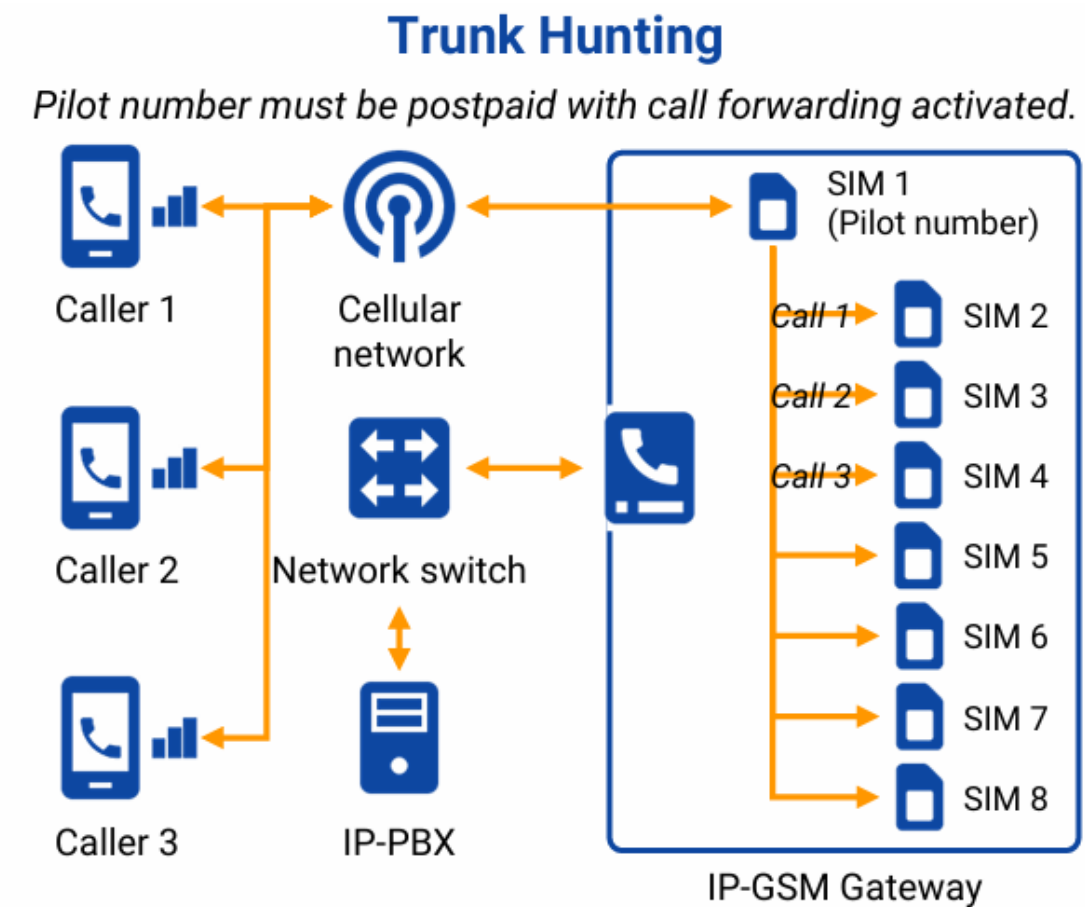 Trunk Hunting
Pilot number must be postpaid with call forwarding activated.
SIM 1
(Pilot number)
Caller 1
Cellular
network
Call 1
SIM 2
Call 2
SIM 3
Call 3
SIM 4
Caller 2
Network switch
SIM 5
SIM 6
SIM 7
SIM 8
Caller 3
IP-PBX
IP-GSM Gateway